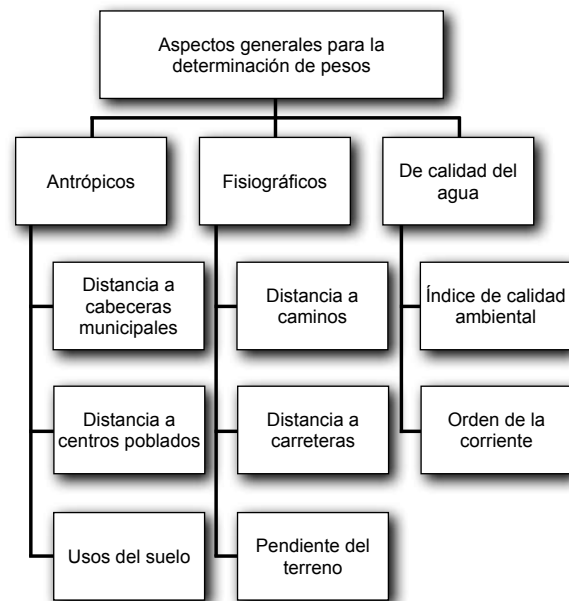 Aspectos generales para la
determinación de pesos
Antrópicos
Fisiográficos
De calidad del
agua
Distancia a
cabeceras
municipales
Distancia a
caminos
Índice de calidad
ambiental
Distancia a
centros poblados
Distancia a
carreteras
Orden de la
corriente
Usos del suelo
Pendiente del
terreno